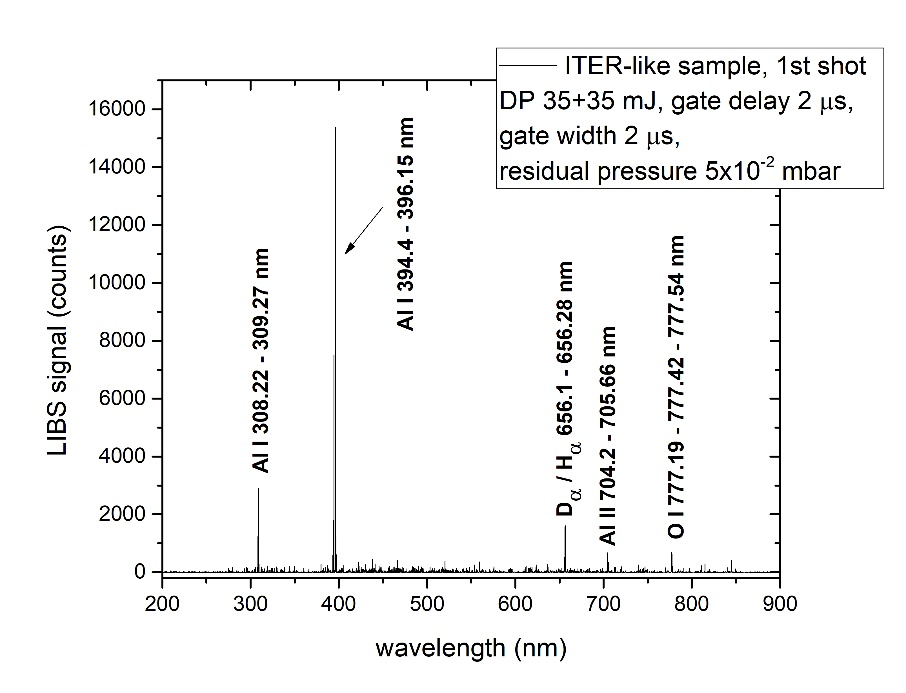 ITER-like sample, 1st shot
DP 35+35 mJ, gate delay 2 μs,
gate width 2 μs,
residual pressure 5x10⁻² mbar
16000
14000
12000
10000
8000
6000
4000
2000
0
LIBS signal (counts)
Al I 308.22 - 309.27 nm
Al I 394.4 - 396.15 nm
Dα / Hα 656.1 - 656.28 nm
Al II 704.2 - 705.66 nm
O I 777.19 - 777.42 - 777.54 nm
200 300 400 500 600 700 800 900
wavelength (nm)